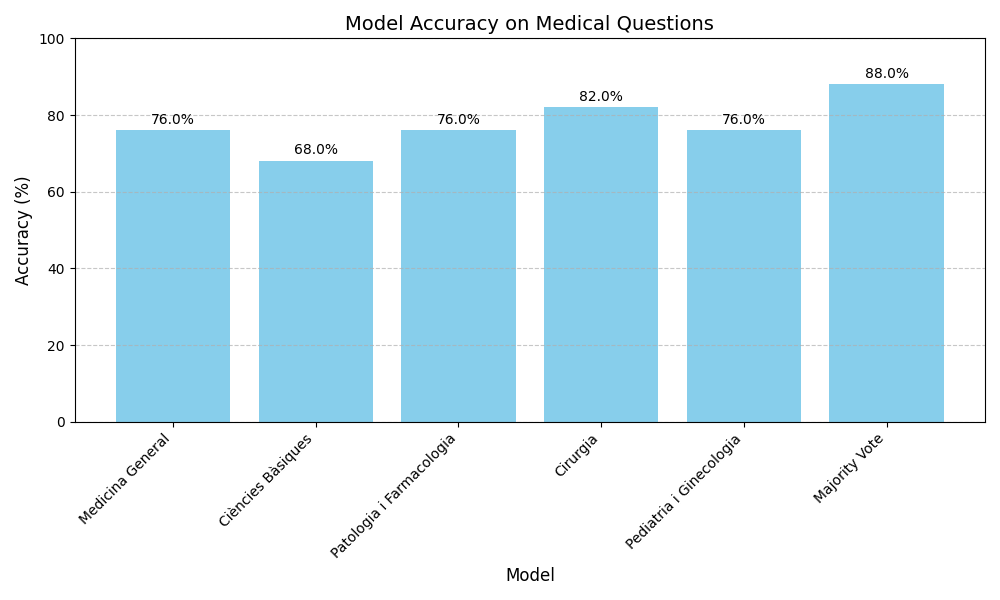 Model Accuracy on Medical Questions
Accuracy (%)
100
80
60
40
20
0
76.0%
68.0%
76.0%
82.0%
76.0%
88.0%
Medicina General
Ciències Bàsiques
Patologia i Farmacologia
Cirurgia
Pediatria i Ginecologia
Majority Vote
Model